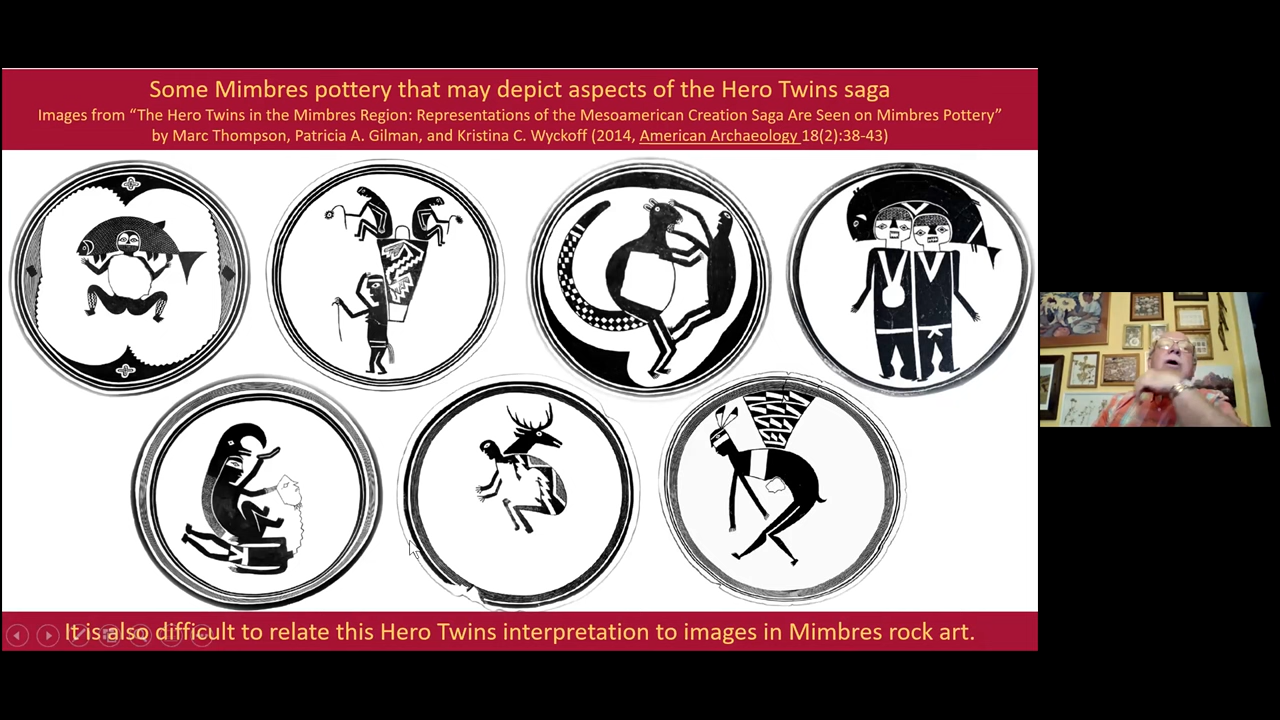 Some Mimbres pottery that may depict aspects of the Hero Twins saga
Images from “The Hero Twins in the Mimbres Region: Representations of the Mesoamerican Creation Saga Are Seen on Mimbres Pottery”
by Marc Thompson, Patricia A. Gilman, and Kristina C. Wyckoff (2014, American Archaeology 18(2):38-43)
It is also difficult to relate this Hero Twins interpretation to images in Mimbres rock art.